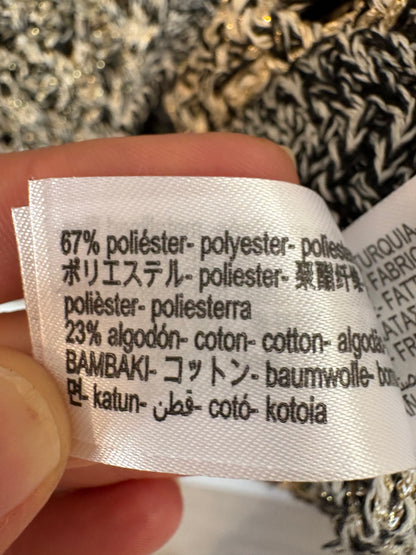 67% poliéster- polyester-
ポリエステル- poliester- 聚酯纤维
polièster- poliesterra
23% algodón- coton- cotton-
BAMBAKI- コットン- baumwolle-
면- katun- قطن- cotó- kotoia